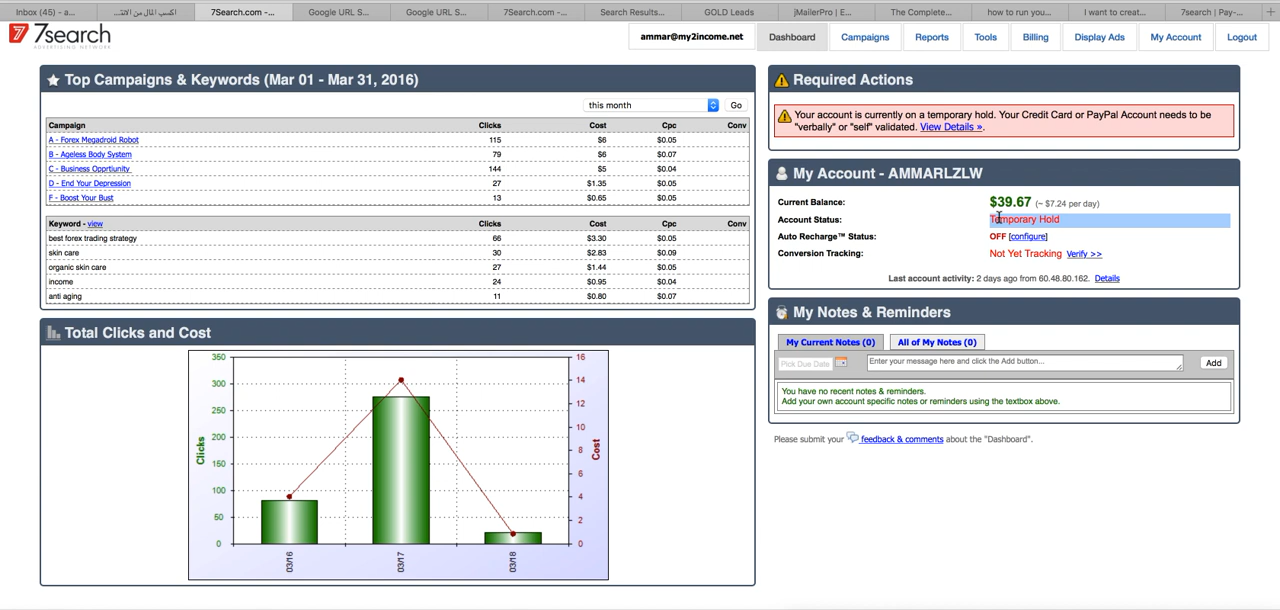 Inbox (45) - a...
اكسب المال من الانت...
7Search.com -...
Google URL S...
Google URL S...
7Search.com -...
Search Results...
GOLD Leads
jMailerPro | E...
The Complete...
how to run you...
I want to creat...
7search | Pay-...
7search
ADVERTISING NETWORK
ammar@my2income.net
Dashboard
Campaigns
Reports
Tools
Billing
Display Ads
My Account
Logout
Top Campaigns & Keywords (Mar 01 - Mar 31, 2016)
this month
Go
Campaign Clicks Cost Cpc Conv
A - Forex Megadroid Robot 115 $6 $0.05
B - Ageless Body System 79 $6 $0.07
C - Business Opprtiunity 144 $5 $0.04
D - End Your Depression 27 $1.35 $0.05
F - Boost Your Bust 13 $0.65 $0.05
Keyword - view Clicks Cost Cpc Conv
best forex trading strategy 66 $3.30 $0.05
skin care 30 $2.83 $0.09
organic skin care 27 $1.44 $0.05
income 24 $0.95 $0.04
anti aging 11 $0.80 $0.07
Total Clicks and Cost
350
300
250
200
150
100
50
0
Clicks
16
14
12
10
8
6
4
2
0
Cost
03/16
03/17
03/18
Required Actions
Your account is currently on a temporary hold. Your Credit Card or PayPal Account needs to be
"verbally" or "self" validated. View Details ».
My Account - AMMARLZLW
Current Balance: $39.67 (~ $7.24 per day)
Account Status: Temporary Hold
Auto Recharge™ Status: OFF [configure]
Conversion Tracking: Not Yet Tracking Verify >>
Last account activity: 2 days ago from 60.48.80.162. Details
My Notes & Reminders
My Current Notes (0)
All of My Notes (0)
Pick Due Date
Enter your message here and click the Add button...
Add
You have no recent notes & reminders.
Add your own account specific notes or reminders using the textbox above.
Please submit your feedback & comments about the "Dashboard".